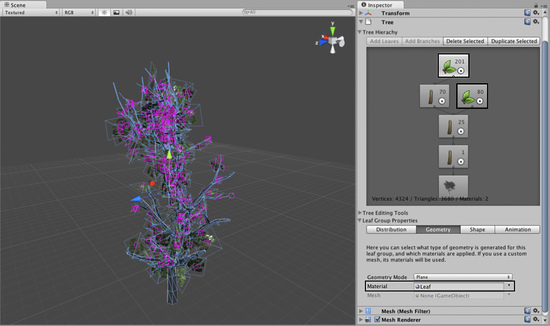 Scene
Textured
RGB
All
y
x
z
Inspector
Transform
Tree
Tree Hierachy
Add Leaves
Add Branches
Delete Selected
Duplicate Selected
201
70
80
25
1
Vertices: 4324 / Triangles: 3680 / Materials: 2
Tree Editing Tools
Leaf Group Properties
Distribution
Geometry
Shape
Animation
Here you can select what type of geometry is generated for this
leaf group, and which materials are applied. If you use a custom
mesh, its materials will be used.
Geometry Mode
Plane
Material
Leaf
Mesh
None (GameObject)
Mesh (Mesh Filter)
Mesh Renderer